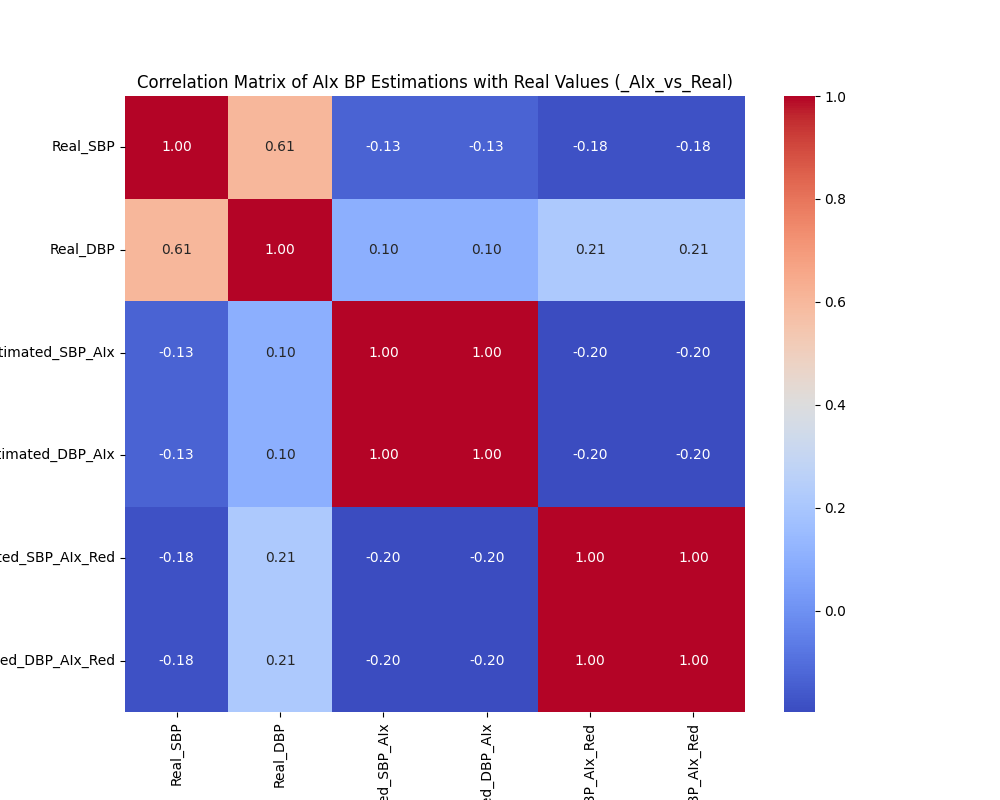 Correlation Matrix of AIx BP Estimations with Real Values (_AIx_vs_Real)
Real_SBP 1.00 0.61 -0.13 -0.13 -0.18 -0.18
Real_DBP 0.61 1.00 0.10 0.10 0.21 0.21
timated_SBP_AIx -0.13 0.10 1.00 1.00 -0.20 -0.20
timated_DBP_AIx -0.13 0.10 1.00 1.00 -0.20 -0.20
ted_SBP_AIx_Red -0.18 0.21 -0.20 -0.20 1.00 1.00
ed_DBP_AIx_Red -0.18 0.21 -0.20 -0.20 1.00 1.00
Real_SBP
Real_DBP
ed_SBP_AIx
ed_DBP_AIx
BP_AIx_Red
BP_AIx_Red
1.0
0.8
0.6
0.4
0.2
0.0